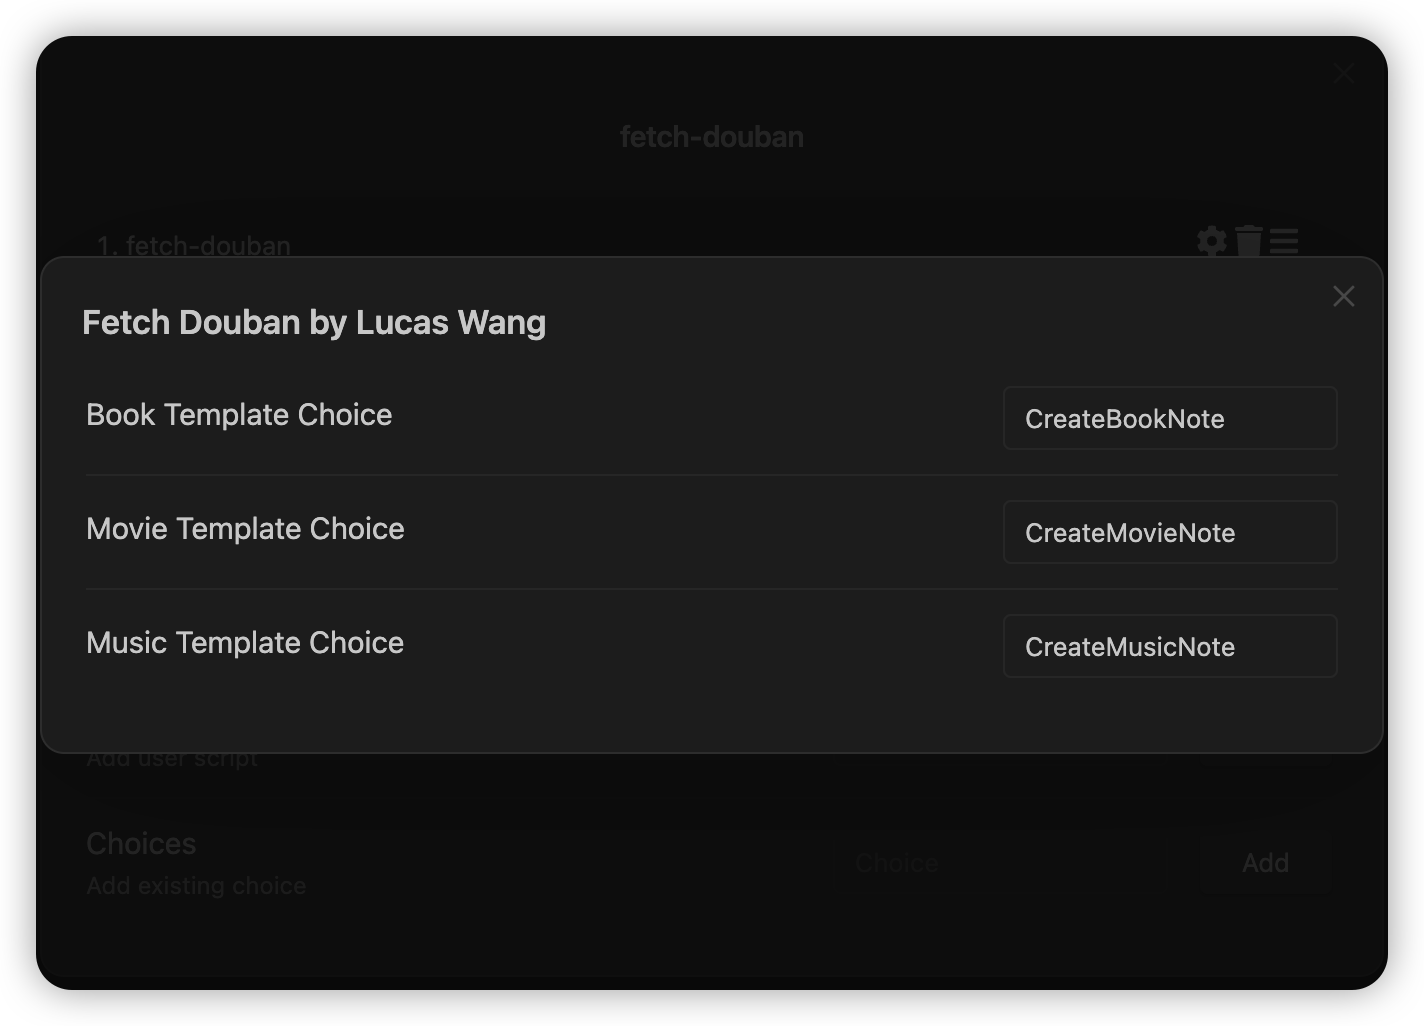 fetch-douban
1. fetch-douban
Fetch Douban by Lucas Wang
Book Template Choice
CreateBookNote
Movie Template Choice
CreateMovieNote
Music Template Choice
CreateMusicNote
Add user script
Choices
Choice
Add
Add existing choice